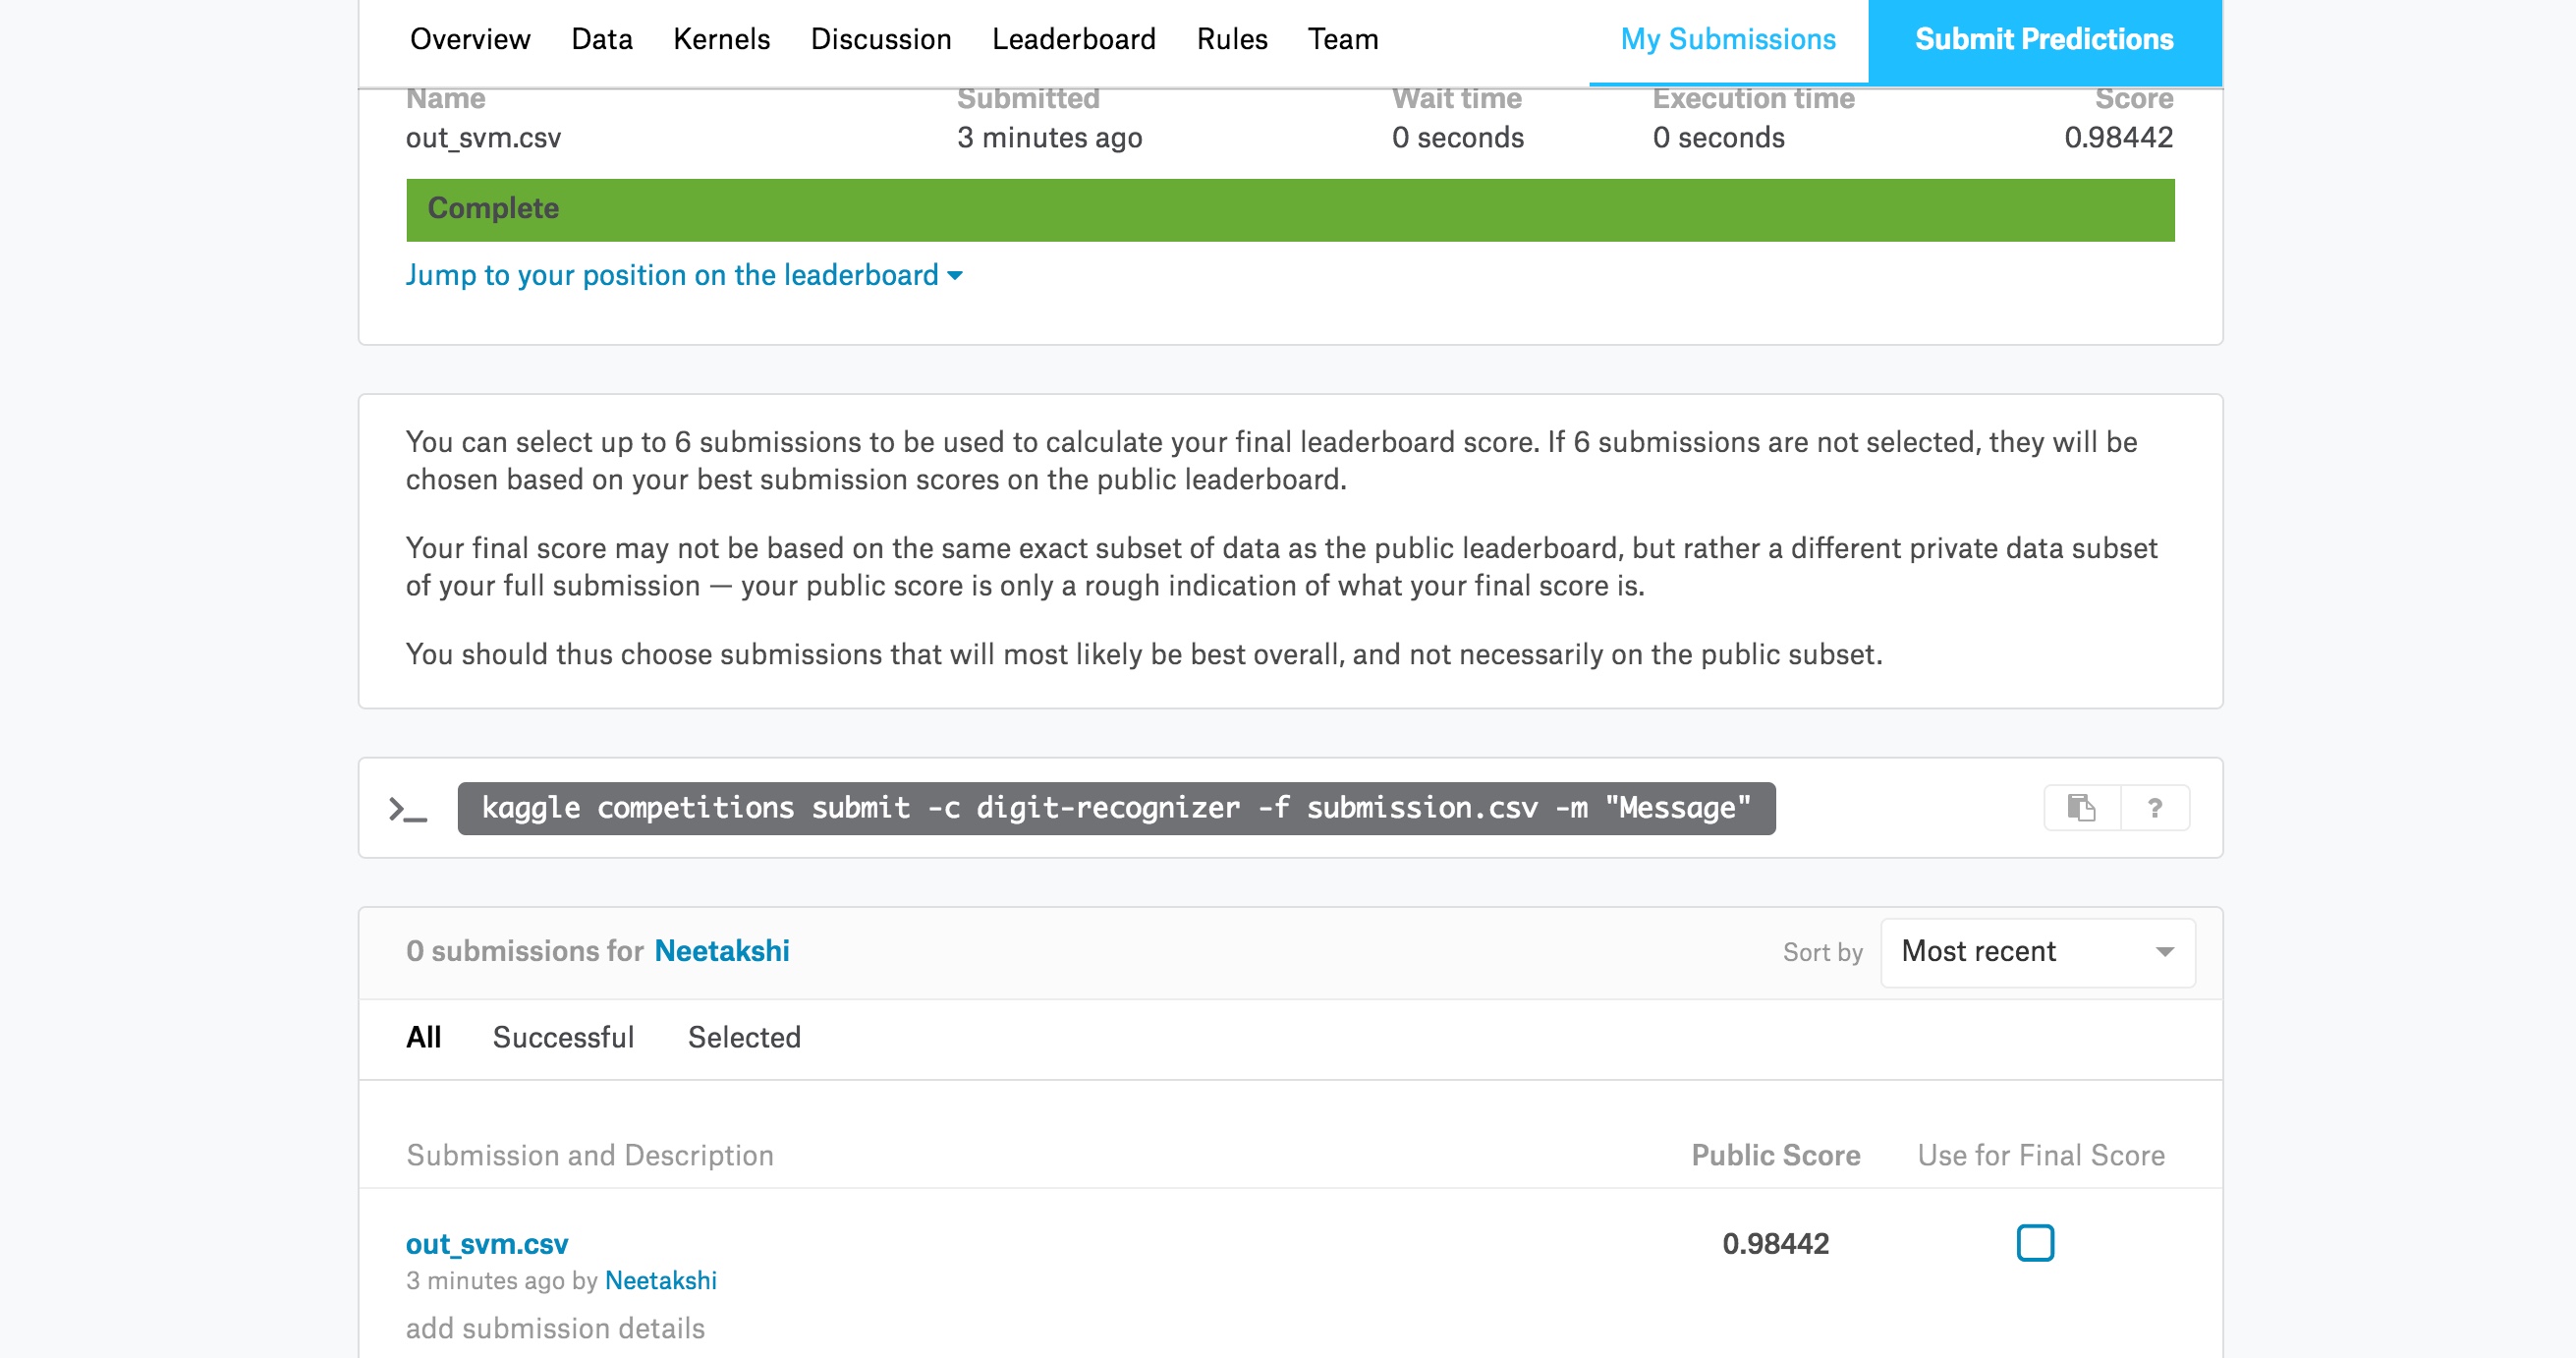 Overview Data Kernels Discussion Leaderboard Rules Team My Submissions Submit Predictions
Name Submitted Wait time Execution time Score
out_svm.csv 3 minutes ago 0 seconds 0 seconds 0.98442
Complete
Jump to your position on the leaderboard
You can select up to 6 submissions to be used to calculate your final leaderboard score. If 6 submissions are not selected, they will be
chosen based on your best submission scores on the public leaderboard.
Your final score may not be based on the same exact subset of data as the public leaderboard, but rather a different private data subset
of your full submission — your public score is only a rough indication of what your final score is.
You should thus choose submissions that will most likely be best overall, and not necessarily on the public subset.
>_ kaggle competitions submit -c digit-recognizer -f submission.csv -m "Message" ?
0 submissions for Neetakshi Sort by Most recent
All Successful Selected
Submission and Description Public Score Use for Final Score
out_svm.csv 0.98442
3 minutes ago by Neetakshi
add submission details